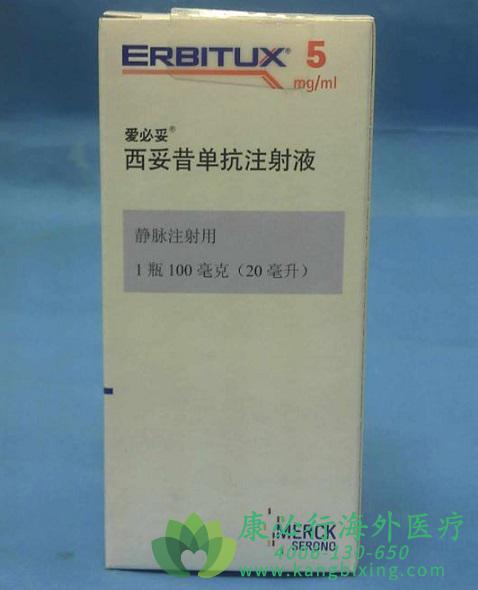 ERBITUX® 5
mg/ml
爱必妥®
西妥昔单抗注射液
静脉注射用
1 瓶 100 毫克（20 毫升）
MERCK
SERONO
康必行海外医疗
4006-130-650
www.kangbixing.com